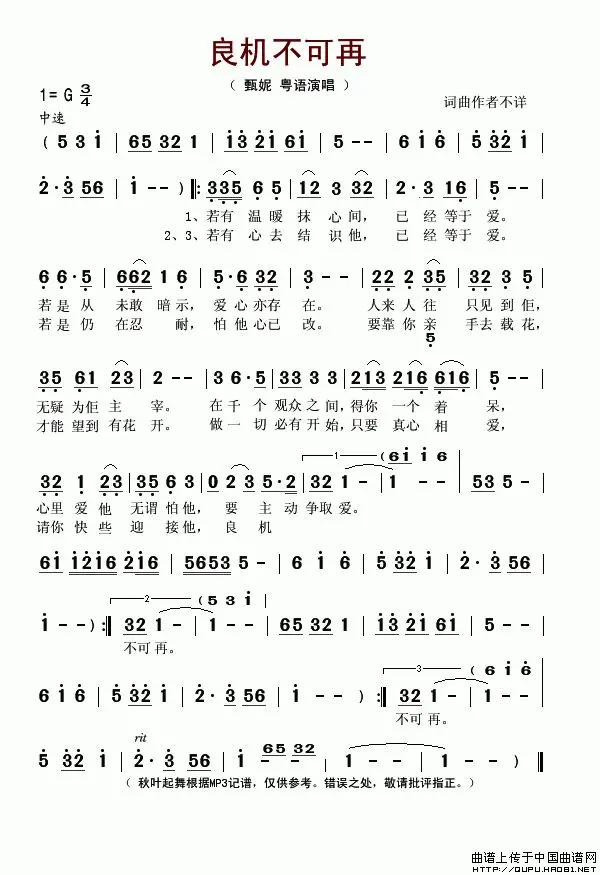 良机不可再
（ 甄妮 粤语演唱 ）
1= G 3/4
词曲作者不详
中速
( 5 3 i | 65 32 1 | i3 2i 6i | 5 - - | 6 i 6 | 5 32 i |
2 · 3 56 | i - - ) |: 335 6 5 | 12 3 32 | 2 · 3 16 |
1、若有 温 暖 抹 心 间， 已 经 等于 爱。
2、3、若有 心 去 结 识 他， 已 经 等于 爱。
6 6 · 5 | 662 1 6 | 5 · 6 32 | 3 - - | 22 2 35 |
若 是 从 未敢 暗 示， 爱 心 亦存 在。 人来 人 往 只见 到 佢，
若 是 仍 在忍 耐， 怕 他 心已 改。 要靠 你 亲 手去 载 花，
5
35 61 23 | 2 - - | 3 6 · 5 | 32 3 3 | 23 216 616 | 5 - - |
无疑 为佢 主 宰。 在 千 个 观众 之 间， 得你 一个 着 呆，
才能 望到 有花 开。 做 一 切 必有 开 始， 只要 真心 相 爱，
1
( 6 i i 6
32 1 23 | 35 6 3 | 0 2 3 5 · 2 | 32 1 - | 1 - - | 53 5 - |
心里 爱 他 无谓 怕 他， 要 主 动 争取 爱。
请你 快 些 迎 接 他， 良 机
6i i2i6 2i6 | 5653 5 - | 6 i 6 | 5 32 i | 2 · 3 56 |
2
( 5 3 i
i - - ) :| 32 1 - | 1 - - | 65 32 1 | i3 2i 6i | 5 - - |
不可 再。
3
( 6 i 6
6 i 6 | 5 32 i | 2 · 3 56 | i - - ) :| 32 1 - | 1 - - |
不可 再。
rit
65 32
5 32 i | 2 · 3 56 | i - - | 1 - - | 1 - - ) ‖
（ 秋叶起舞根据MP3记谱，仅供参考。错误之处，敬请批评指正。）
曲谱上传于中国曲谱网
HTTP://QUPU.HAO81.NET